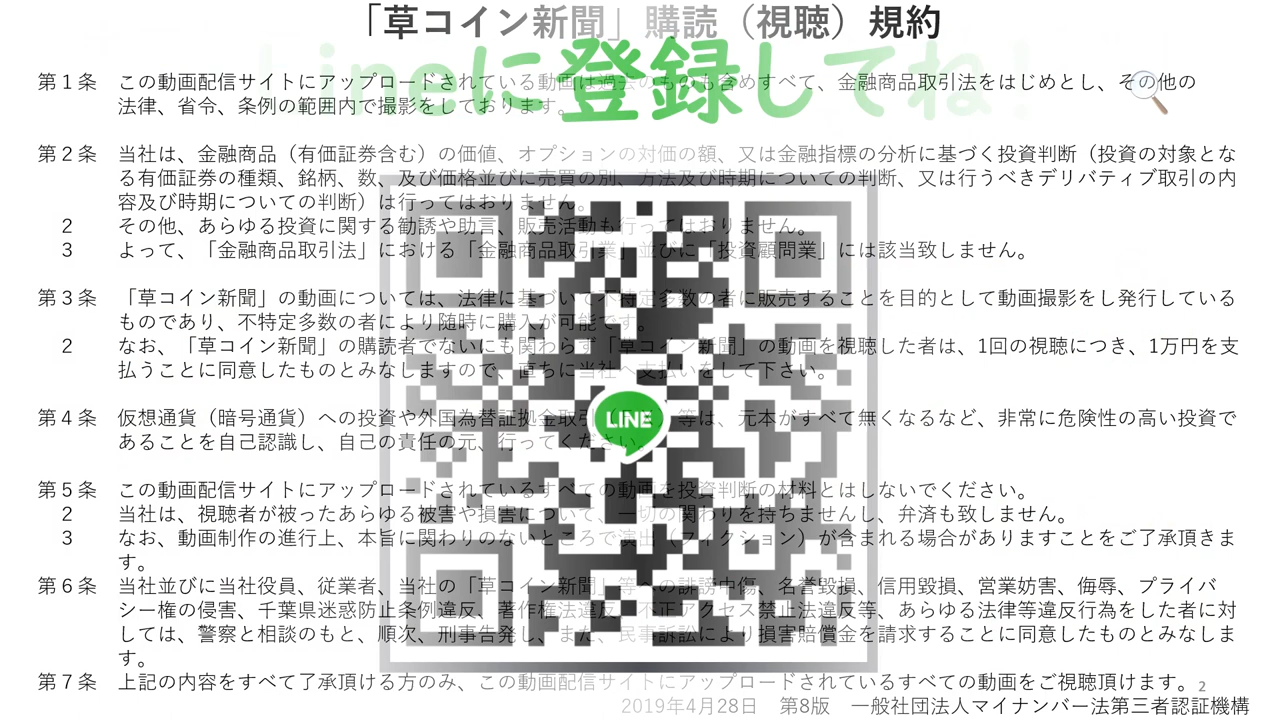 「草コイン新聞」購読（視聴）規約
Lineに登録してね！
第１条　この動画配信サイトにアップロードされている動画は過去のものも含めすべて、金融商品取引法をはじめとし、その他の
法律、省令、条例の範囲内で撮影をしております。
第２条　当社は、金融商品（有価証券含む）の価値、オプションの対価の額、又は金融指標の分析に基づく投資判断（投資の対象とな
る有価証券の種類、銘柄、数、及び価格並びに売買の別、方法及び時期についての判断、又は行うべきデリバティブ取引の内
容及び時期についての判断）は行ってはおりません。
2　その他、あらゆる投資に関する勧誘や助言、販売活動も行ってはおりません。
3　よって、「金融商品取引法」における「金融商品取引業」並びに「投資顧問業」には該当致しません。
第３条　「草コイン新聞」の動画については、法律に基づいて不特定多数の者に販売することを目的として動画撮影をし発行している
ものであり、不特定多数の者により随時に購入が可能です。
2　なお、「草コイン新聞」の購読者でないにも関わらず「草コイン新聞」の動画を視聴した者は、1回の視聴につき、1万円を支
払うことに同意したものとみなしますので、直ちに当社へ支払いをして下さい。
第４条　仮想通貨（暗号通貨）への投資や外国為替証拠金取引　　等は、元本がすべて無くなるなど、非常に危険性の高い投資で
あることを自己認識し、自己の責任の元、行ってください。
LINE
第５条　この動画配信サイトにアップロードされているすべての動画を投資判断の材料とはしないでください。
2　当社は、視聴者が被ったあらゆる被害や損害について、一切の関わりを持ちませんし、弁済も致しません。
3　なお、動画制作の進行上、本旨に関わりのないところで演出（フィクション）が含まれる場合がありますことをご了承頂きま
す。
第６条　当社並びに当社役員、従業者、当社の「草コイン新聞」等への誹謗中傷、名誉毀損、信用毀損、営業妨害、侮辱、プライバ
シー権の侵害、千葉県迷惑防止条例違反、著作権法違反、不正アクセス禁止法違反等、あらゆる法律等違反行為をした者に対
しては、警察と相談のもと、順次、刑事告発し、また、民事訴訟により損害賠償金を請求することに同意したものとみなしま
す。
第７条　上記の内容をすべて了承頂ける方のみ、この動画配信サイトにアップロードされているすべての動画をご視聴頂けます。
2
2019年4月28日　第8版　一般社団法人マイナンバー法第三者認証機構